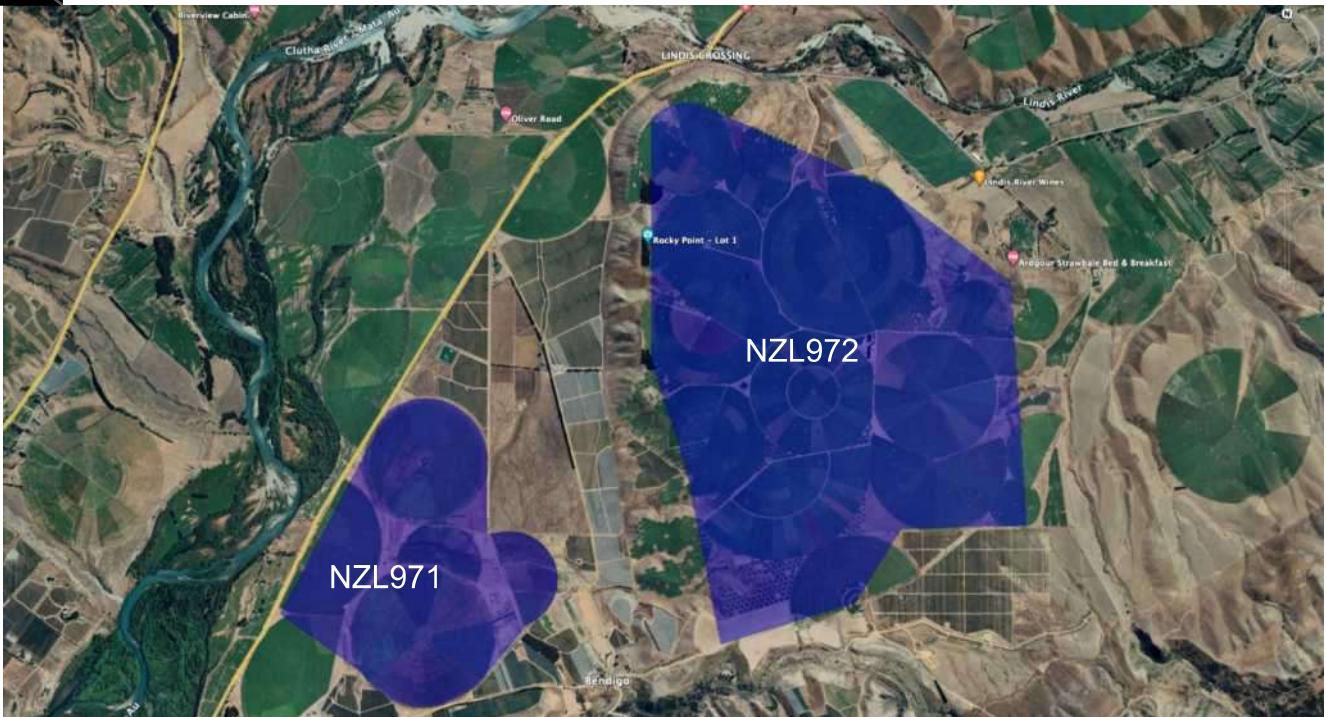 Riverview Cabin.
Clutha River / Mata-Au
LINDIS CROSSING
Oliver Road
Lindis River
Lindis River Wines
Rocky Point - Lot 1
Ardgour Strawbale Bed & Breakfast
NZL972
NZL971
Bendigo
Au
N